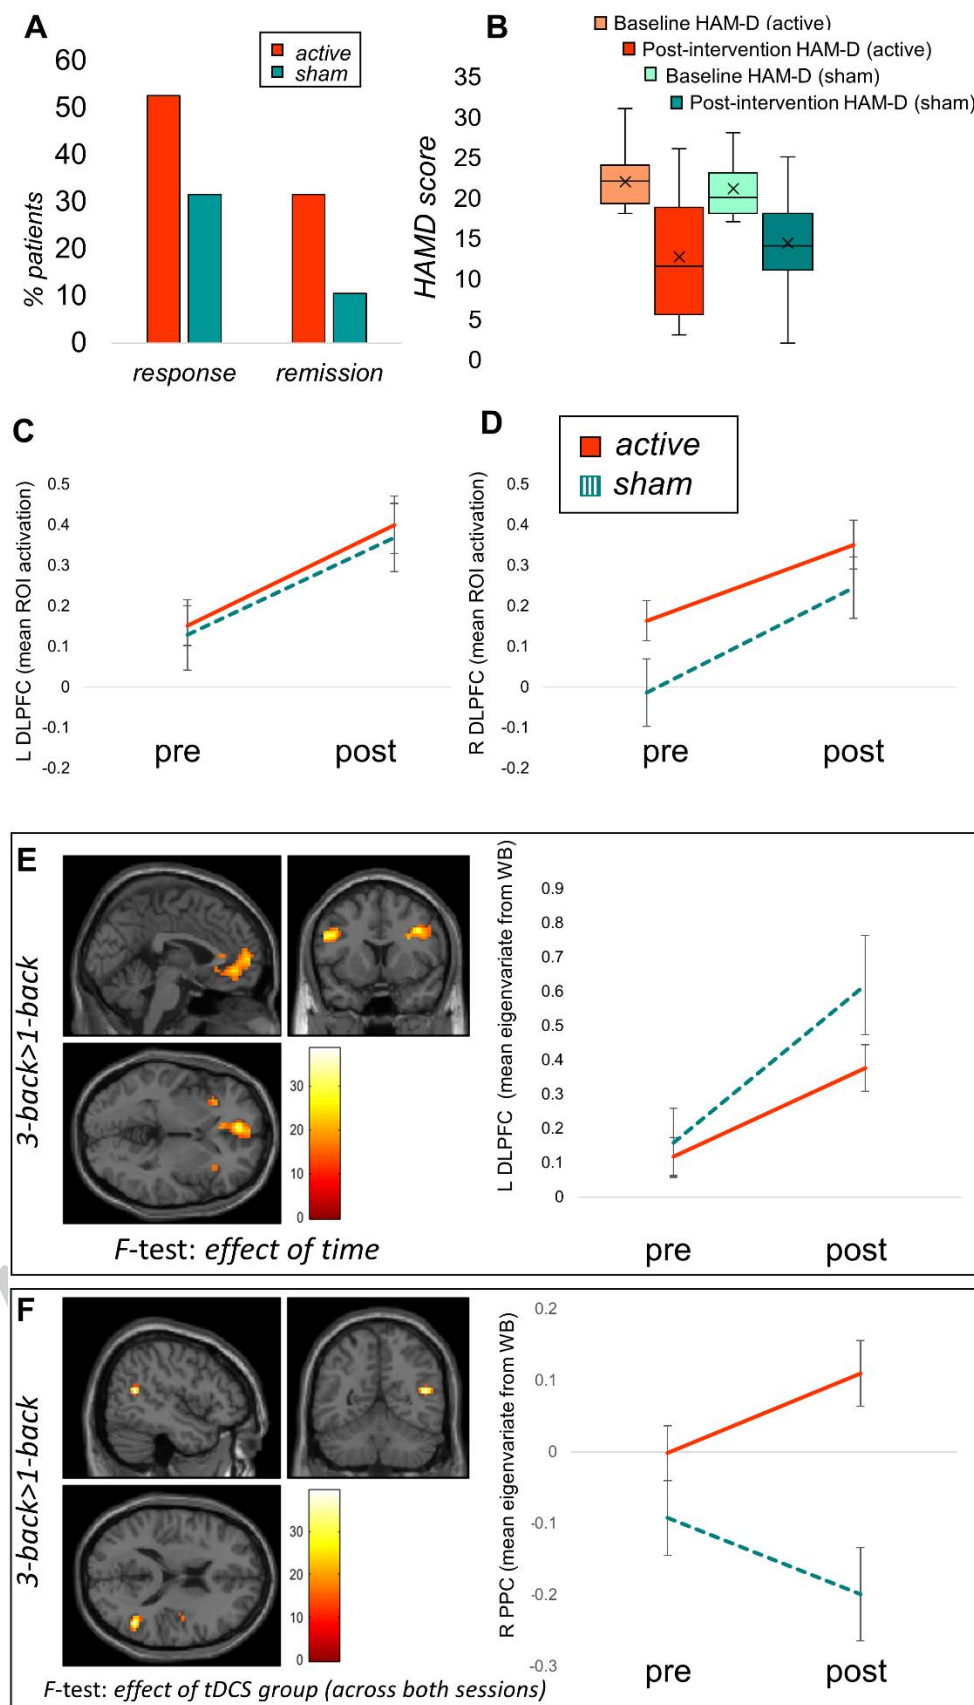 A
active
sham
60
50
40
30
20
10
0
% patients
response
remission
B
Baseline HAM-D (active)
Post-intervention HAM-D (active)
Baseline HAM-D (sham)
Post-intervention HAM-D (sham)
35
30
25
20
15
10
5
0
HAMD score
C
0.5
0.4
0.3
0.2
0.1
0
-0.1
-0.2
L DLPFC (mean ROI activation)
pre
post
D
active
sham
0.5
0.4
0.3
0.2
0.1
0
-0.1
-0.2
R DLPFC (mean ROI activation)
pre
post
E
3-back>1-back
30
20
10
0
F-test: effect of time
L DLPFC (mean eigenvariate from WB)
0.9
0.8
0.7
0.6
0.5
0.4
0.3
0.2
0.1
0
pre
post
F
3-back>1-back
30
20
10
0
F-test: effect of tDCS group (across both sessions)
R PPC (mean eigenvariate from WB)
0.2
0.1
0
-0.1
-0.2
-0.3
pre
post